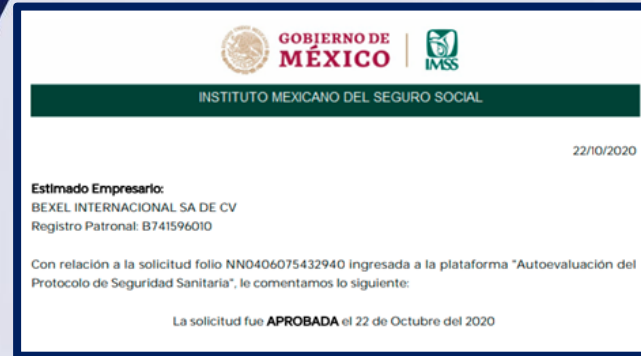 GOBIERNO DE
MÉXICO
IMSS
INSTITUTO MEXICANO DEL SEGURO SOCIAL
22/10/2020
Estimado Empresario:
BEXEL INTERNACIONAL SA DE CV
Registro Patronal: B741596010
Con relación a la solicitud folio NN0406075432940 ingresada a la plataforma "Autoevaluación del
Protocolo de Seguridad Sanitaria", le comentamos lo siguiente:
La solicitud fue APROBADA el 22 de Octubre del 2020